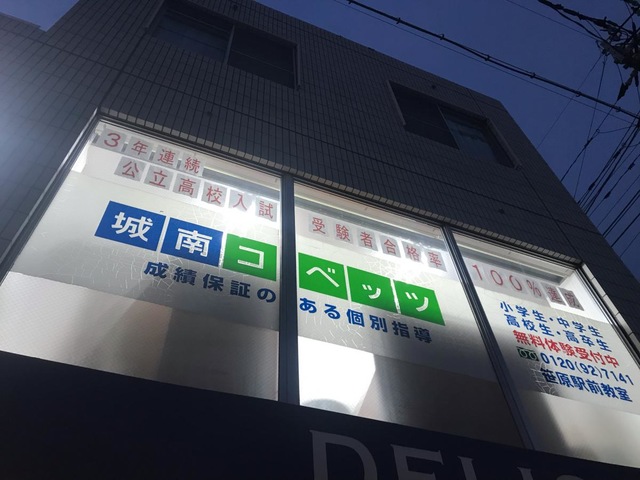 3年連続
公立高校入試 受験者合格率 100%達成
城南コベッツ
成績保証のある個別指導
小学生・中学生
高校生・高卒生
無料体験受付中
0120(92)7141
笹原駅前教室